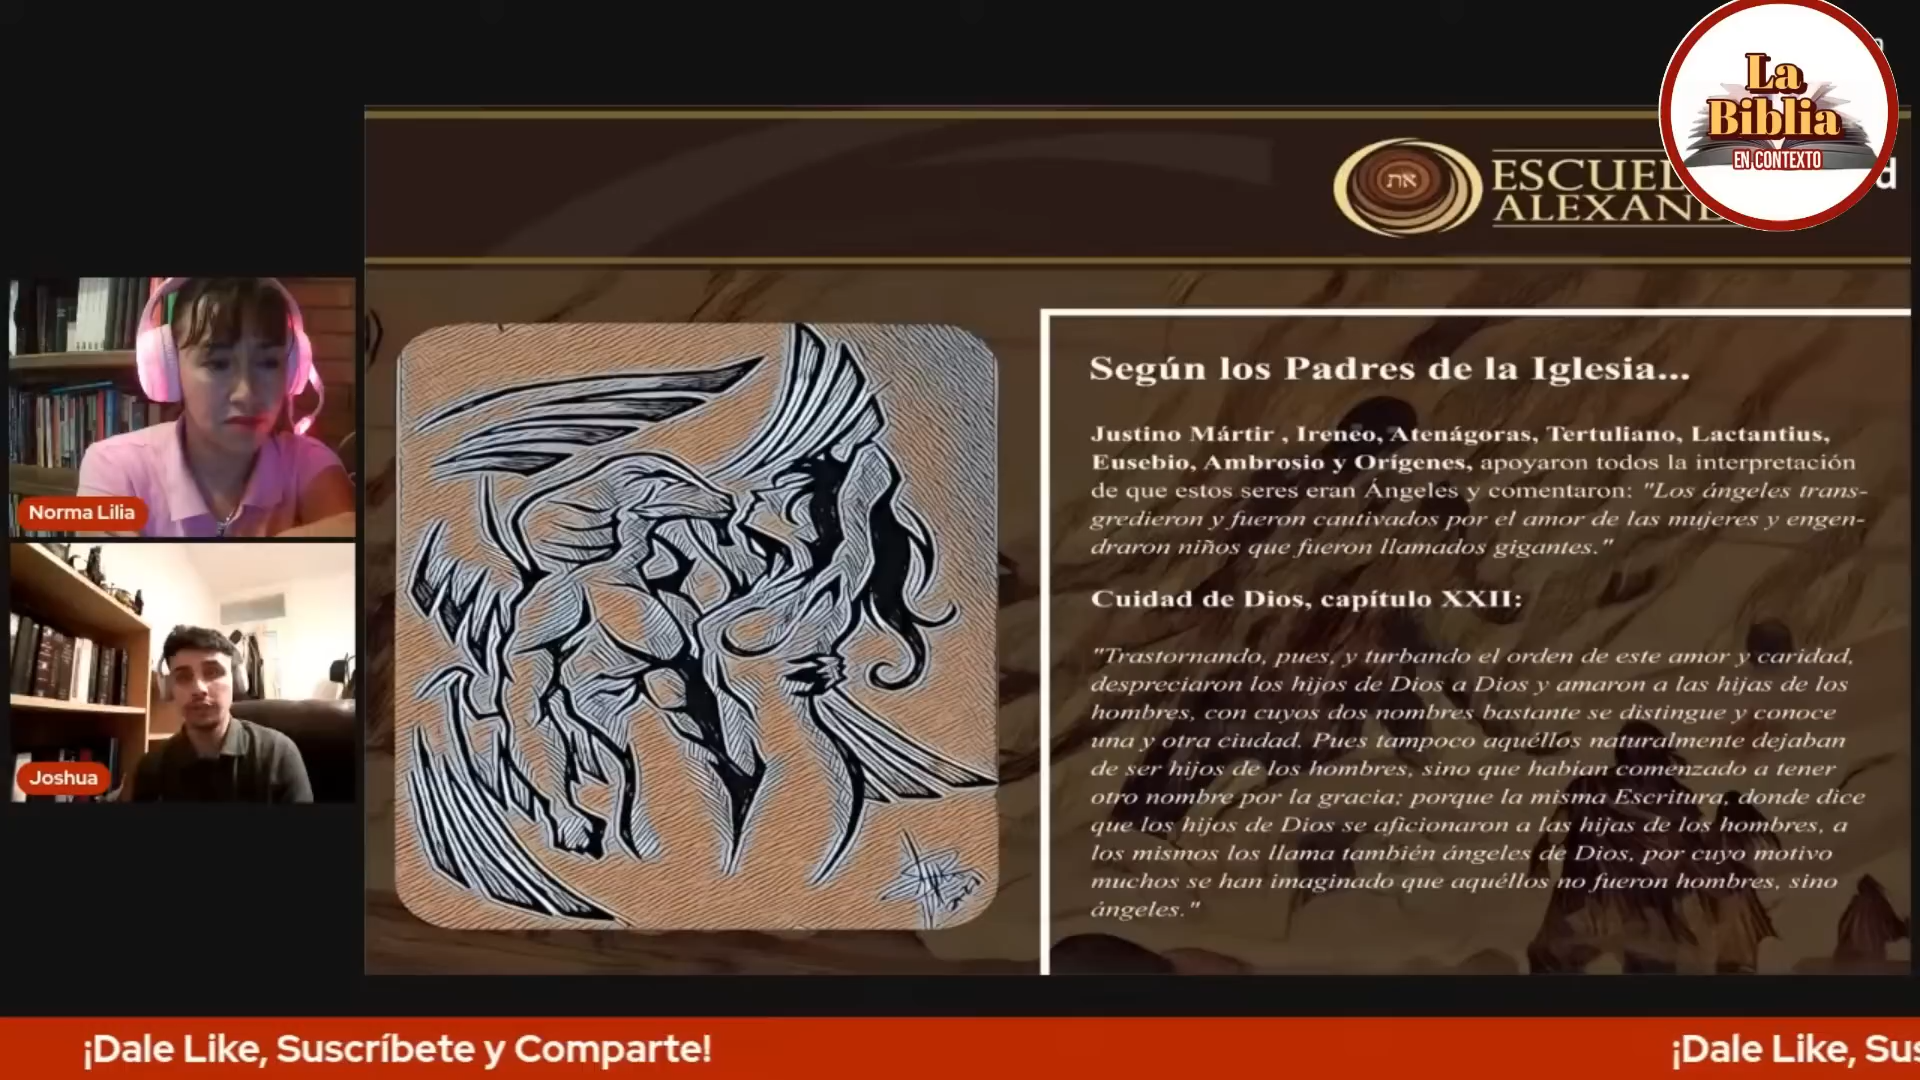 La
Biblia
EN CONTEXTO
את
ESCUEL
ALEXAN
d
Norma Lilia
Joshua
Según los Padres de la Iglesia...
Justino Mártir , Ireneo, Atenágoras, Tertuliano, Lactantius,
Eusebio, Ambrosio y Orígenes, apoyaron todos la interpretación
de que estos seres eran Ángeles y comentaron: "Los ángeles trans-
gredieron y fueron cautivados por el amor de las mujeres y engen-
draron niños que fueron llamados gigantes."
Cuidad de Dios, capítulo XXII:
"Trastornando, pues, y turbando el orden de este amor y caridad,
despreciaron los hijos de Dios a Dios y amaron a las hijas de los
hombres, con cuyos dos nombres bastante se distingue y conoce
una y otra ciudad. Pues tampoco aquéllos naturalmente dejaban
de ser hijos de los hombres, sino que habían comenzado a tener
otro nombre por la gracia; porque la misma Escritura, donde dice
que los hijos de Dios se aficionaron a las hijas de los hombres, a
los mismos los llama también ángeles de Dios, por cuyo motivo
muchos se han imaginado que aquéllos no fueron hombres, sino
ángeles."
¡Dale Like, Suscríbete y Comparte!
¡Dale Like, Sus